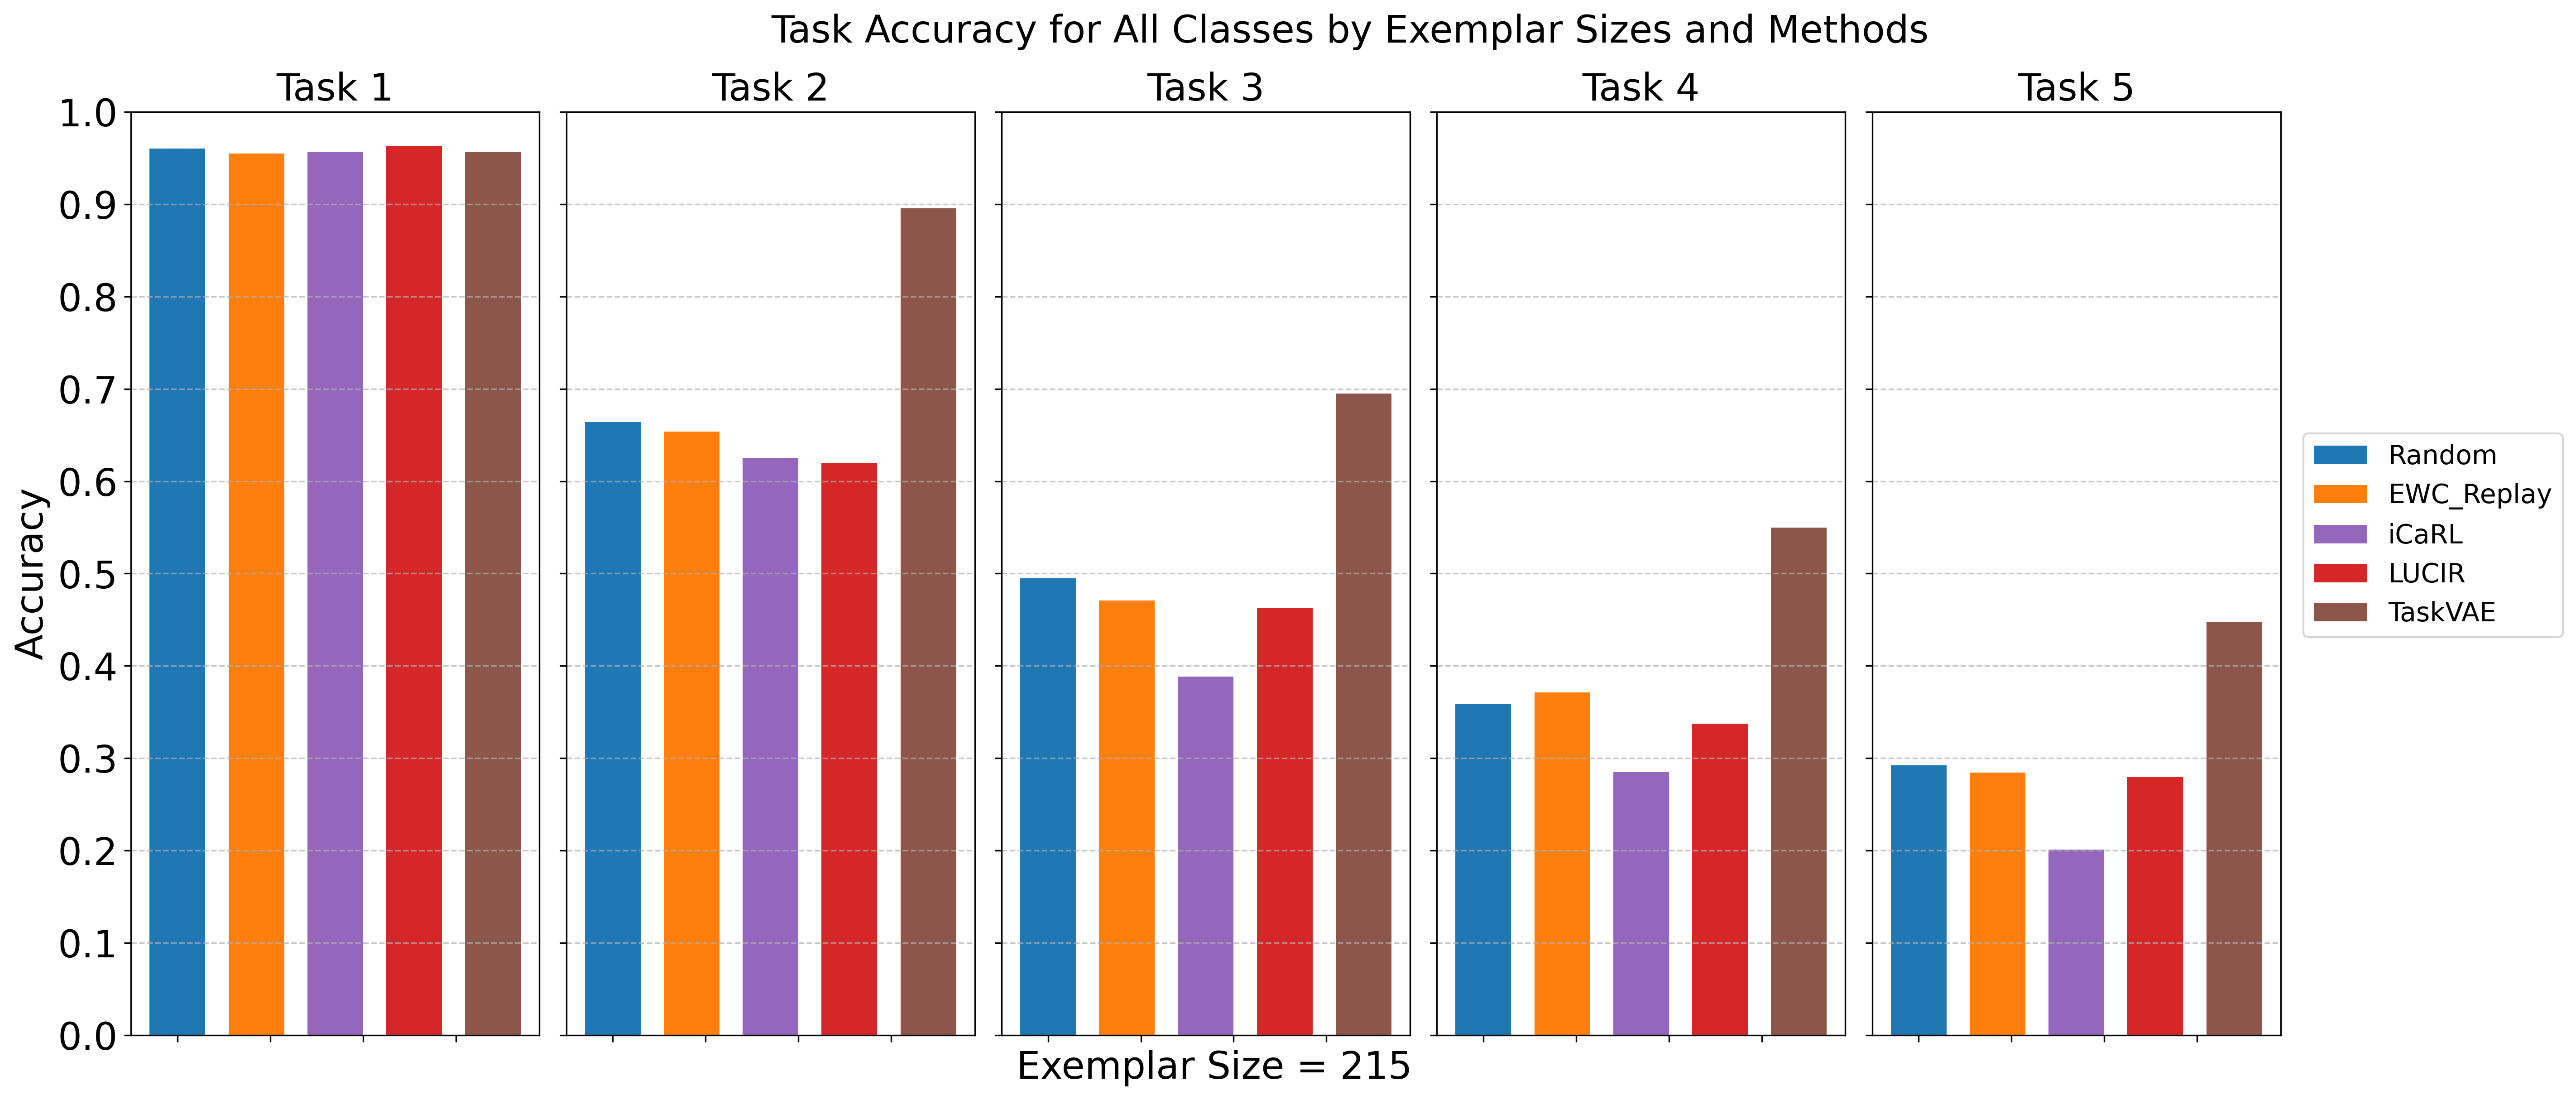 Task Accuracy for All Classes by Exemplar Sizes and Methods
Task 1
Task 2
Task 3
Task 4
Task 5
1.0
0.9
0.8
0.7
0.6
0.5
0.4
0.3
0.2
0.1
0.0
Accuracy
Random
EWC_Replay
iCaRL
LUCIR
TaskVAE
Exemplar Size = 215